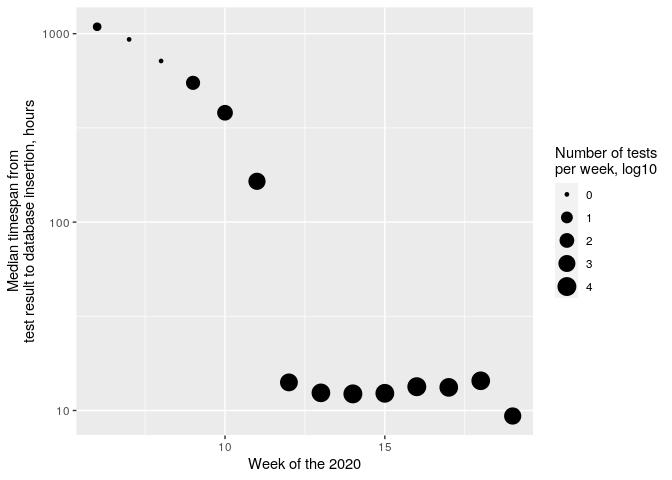 Median timespan from
test result to database insertion, hours
1000
100
10
10
15
Week of the 2020
Number of tests
per week, log10
0
1
2
3
4